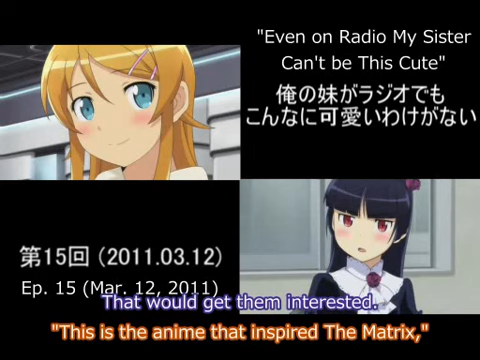 "Even on Radio My Sister
Can't be This Cute"
俺の妹がラジオでも
こんなに可愛いわけがない
第15回 (2011.03.12)
Ep. 15 (Mar. 12, 2011)
That would get them interested.
"This is the anime that inspired The Matrix,"